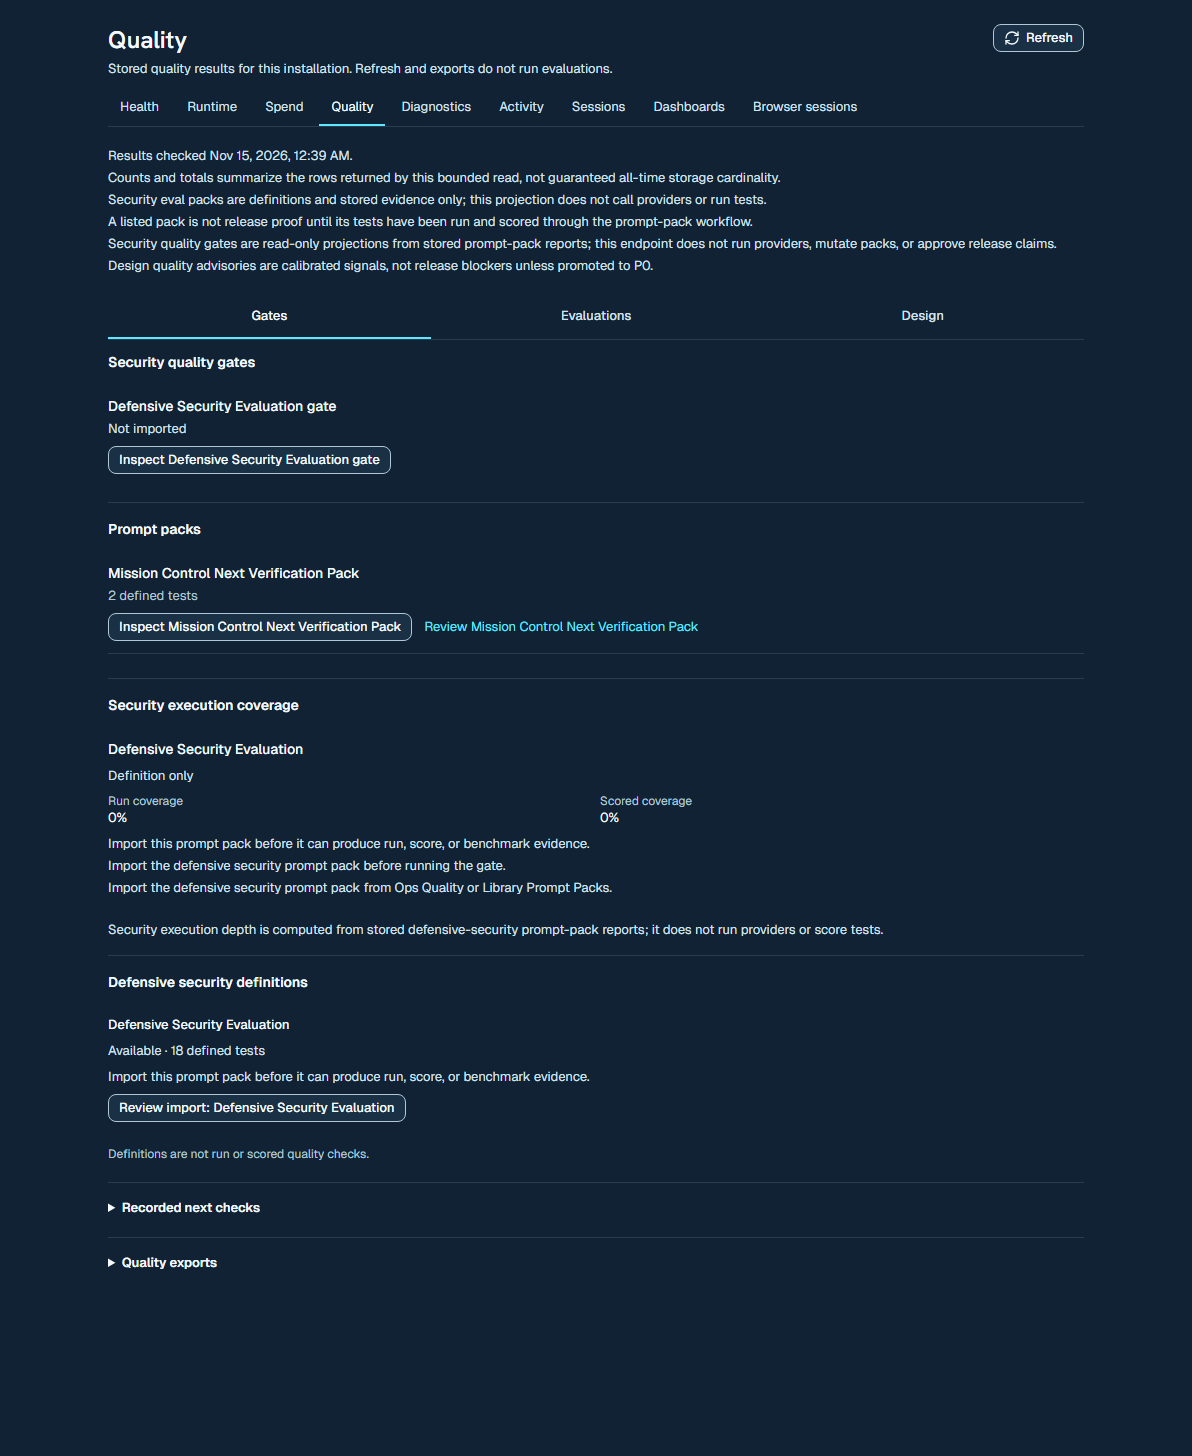 Quality
Refresh
Stored quality results for this installation. Refresh and exports do not run evaluations.
Health Runtime Spend Quality Diagnostics Activity Sessions Dashboards Browser sessions
Results checked Nov 15, 2026, 12:39 AM.
Counts and totals summarize the rows returned by this bounded read, not guaranteed all-time storage cardinality.
Security eval packs are definitions and stored evidence only; this projection does not call providers or run tests.
A listed pack is not release proof until its tests have been run and scored through the prompt-pack workflow.
Security quality gates are read-only projections from stored prompt-pack reports; this endpoint does not run providers, mutate packs, or approve release claims.
Design quality advisories are calibrated signals, not release blockers unless promoted to P0.
Gates Evaluations Design
Security quality gates
Defensive Security Evaluation gate
Not imported
Inspect Defensive Security Evaluation gate
Prompt packs
Mission Control Next Verification Pack
2 defined tests
Inspect Mission Control Next Verification Pack Review Mission Control Next Verification Pack
Security execution coverage
Defensive Security Evaluation
Definition only
Run coverage Scored coverage
0% 0%
Import this prompt pack before it can produce run, score, or benchmark evidence.
Import the defensive security prompt pack before running the gate.
Import the defensive security prompt pack from Ops Quality or Library Prompt Packs.
Security execution depth is computed from stored defensive-security prompt-pack reports; it does not run providers or score tests.
Defensive security definitions
Defensive Security Evaluation
Available · 18 defined tests
Import this prompt pack before it can produce run, score, or benchmark evidence.
Review import: Defensive Security Evaluation
Definitions are not run or scored quality checks.
Recorded next checks
Quality exports